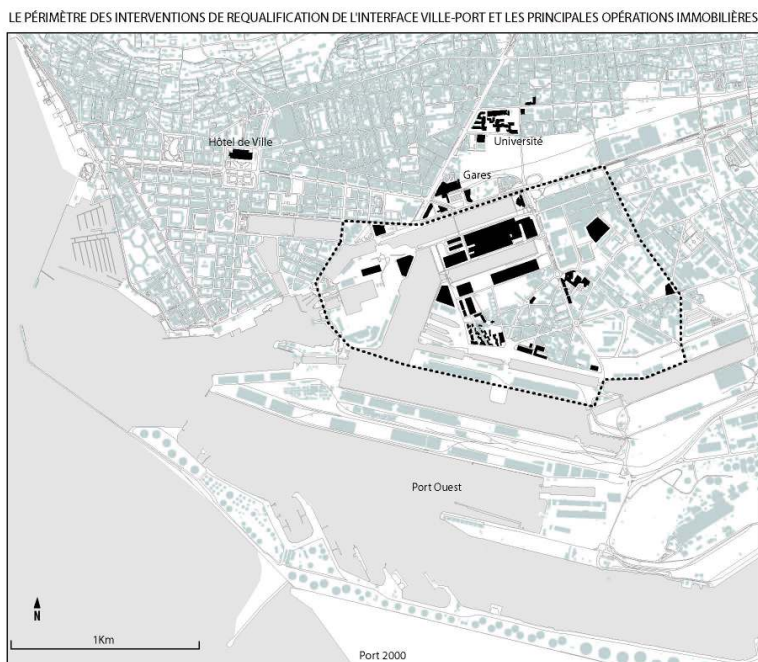 LE PÉRIMÈTRE DES INTERVENTIONS DE REQUALIFICATION DE L'INTERFACE VILLE-PORT ET LES PRINCIPALES OPÉRATIONS IMMOBILIÈRES
Hôtel de Ville
Université
Gares
Port Ouest
N
1Km
Port 2000